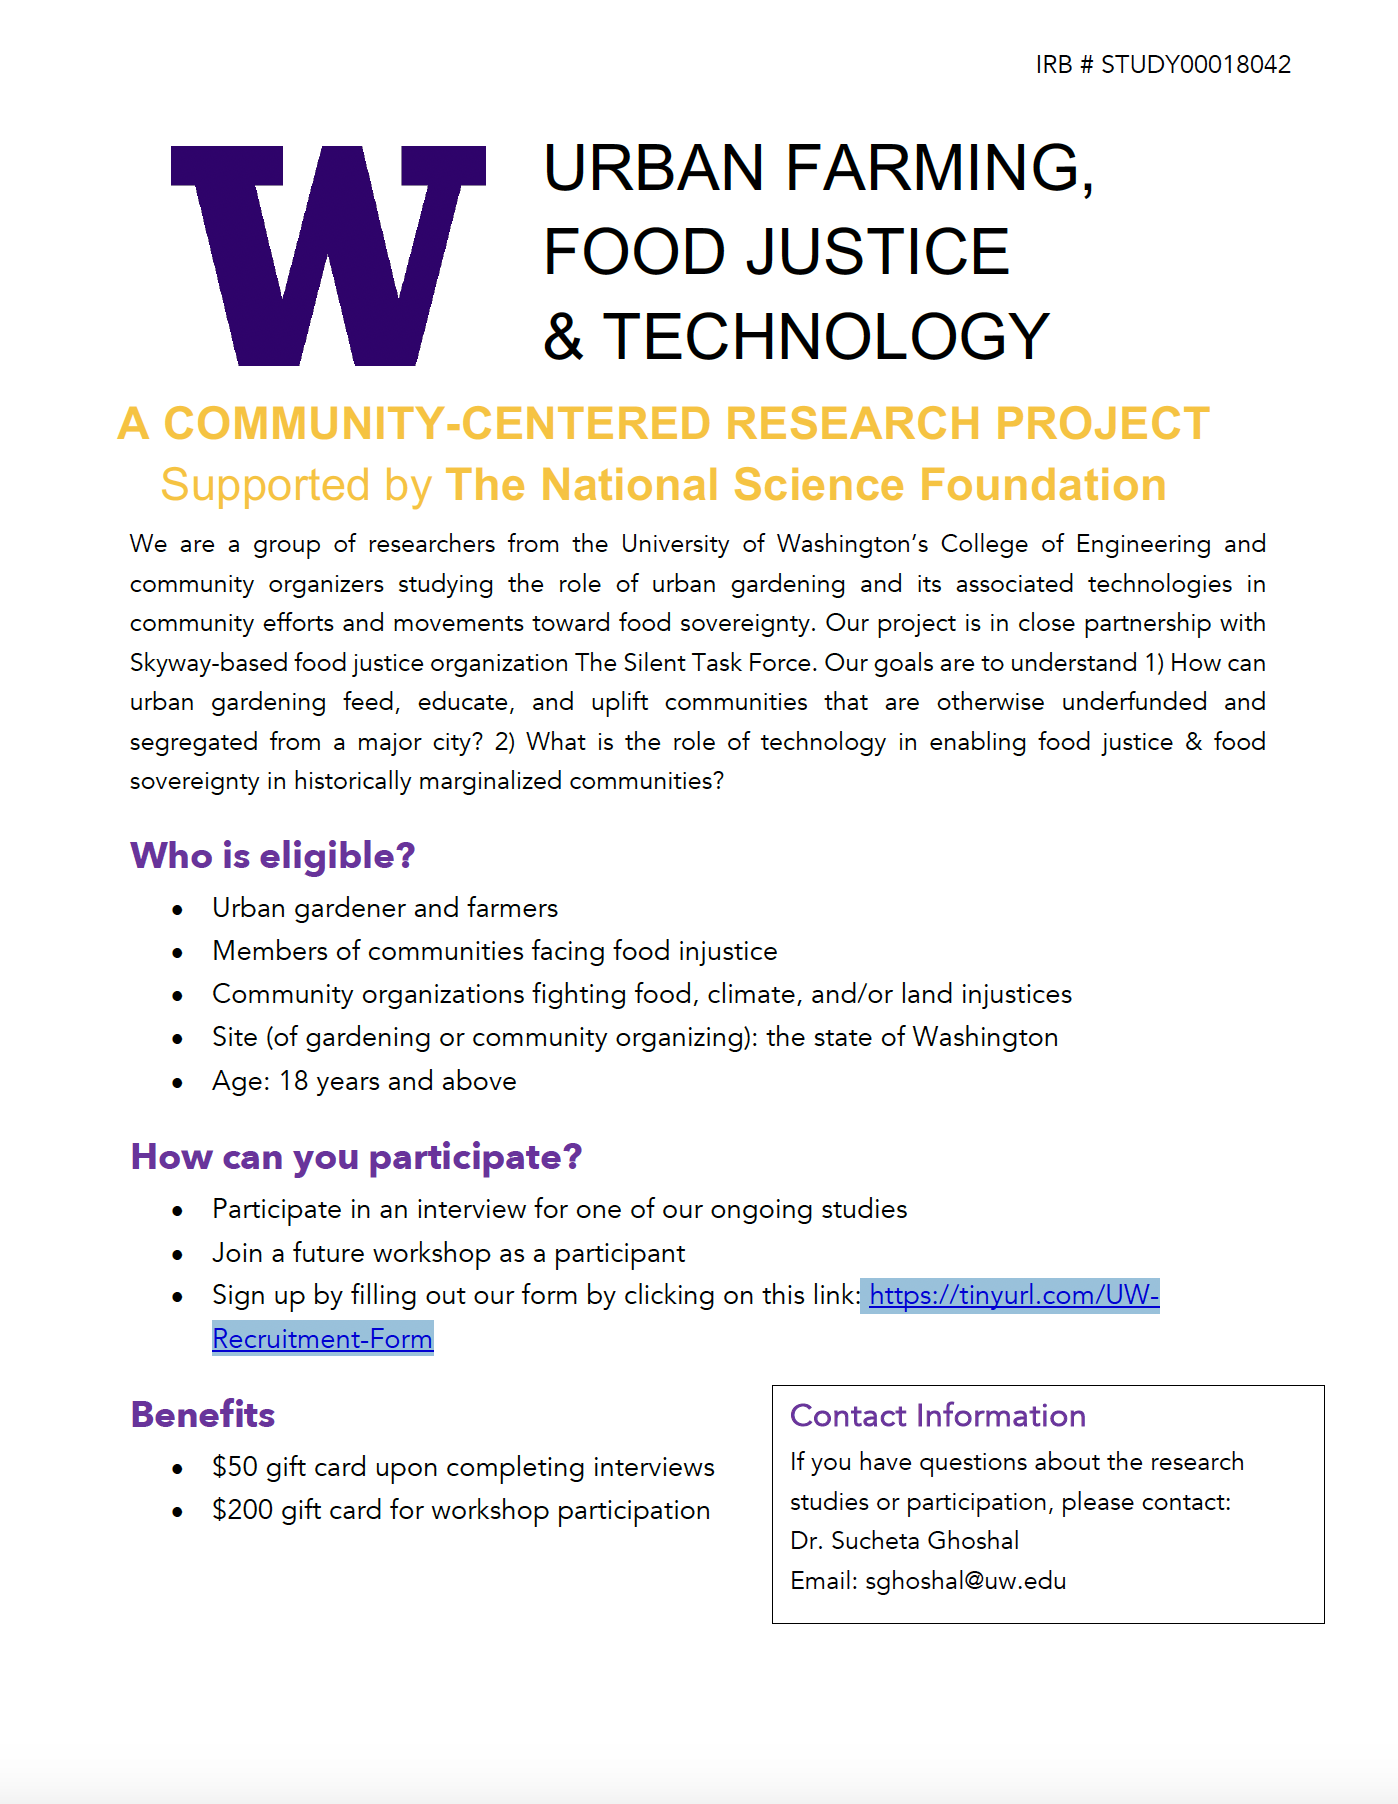 IRB # STUDY00018042
W
URBAN FARMING,
FOOD JUSTICE
& TECHNOLOGY
A COMMUNITY-CENTERED RESEARCH PROJECT
Supported by The National Science Foundation
We are a group of researchers from the University of Washington’s College of Engineering and
community organizers studying the role of urban gardening and its associated technologies in
community efforts and movements toward food sovereignty. Our project is in close partnership with
Skyway-based food justice organization The Silent Task Force. Our goals are to understand 1) How can
urban gardening feed, educate, and uplift communities that are otherwise underfunded and
segregated from a major city? 2) What is the role of technology in enabling food justice & food
sovereignty in historically marginalized communities?
Who is eligible?
• Urban gardener and farmers
• Members of communities facing food injustice
• Community organizations fighting food, climate, and/or land injustices
• Site (of gardening or community organizing): the state of Washington
• Age: 18 years and above
How can you participate?
• Participate in an interview for one of our ongoing studies
• Join a future workshop as a participant
• Sign up by filling out our form by clicking on this link: https://tinyurl.com/UW-
Recruitment-Form
Benefits
• $50 gift card upon completing interviews
• $200 gift card for workshop participation
Contact Information
If you have questions about the research
studies or participation, please contact:
Dr. Sucheta Ghoshal
Email: sghoshal@uw.edu